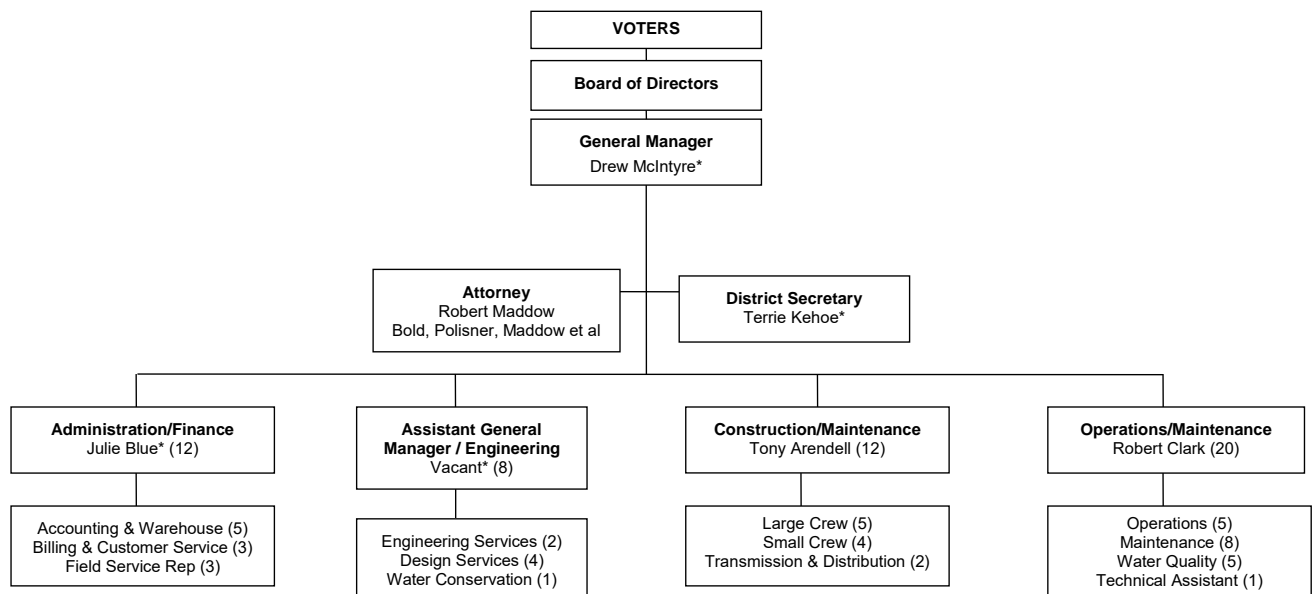 VOTERS
Board of Directors
General Manager
Drew McIntyre*
Attorney
Robert Maddow
Bold, Polisner, Maddow et al
District Secretary
Terrie Kehoe*
Administration/Finance
Julie Blue* (12)
Assistant General
Manager / Engineering
Vacant* (8)
Construction/Maintenance
Tony Arendell (12)
Operations/Maintenance
Robert Clark (20)
Accounting & Warehouse (5)
Billing & Customer Service (3)
Field Service Rep (3)
Engineering Services (2)
Design Services (4)
Water Conservation (1)
Large Crew (5)
Small Crew (4)
Transmission & Distribution (2)
Operations (5)
Maintenance (8)
Water Quality (5)
Technical Assistant (1)